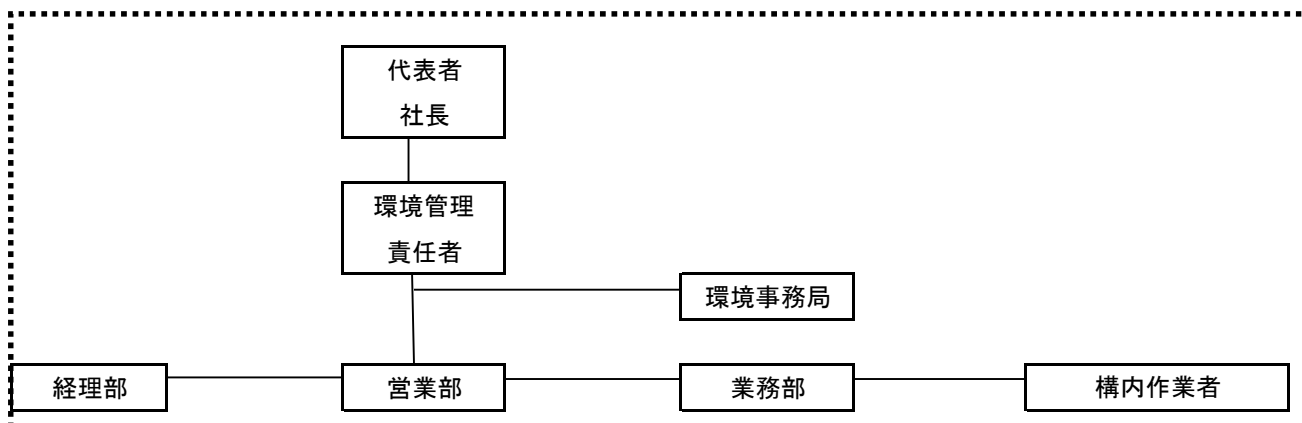 代表者
社長
環境管理
責任者
環境事務局
経理部
営業部
業務部
構内作業者